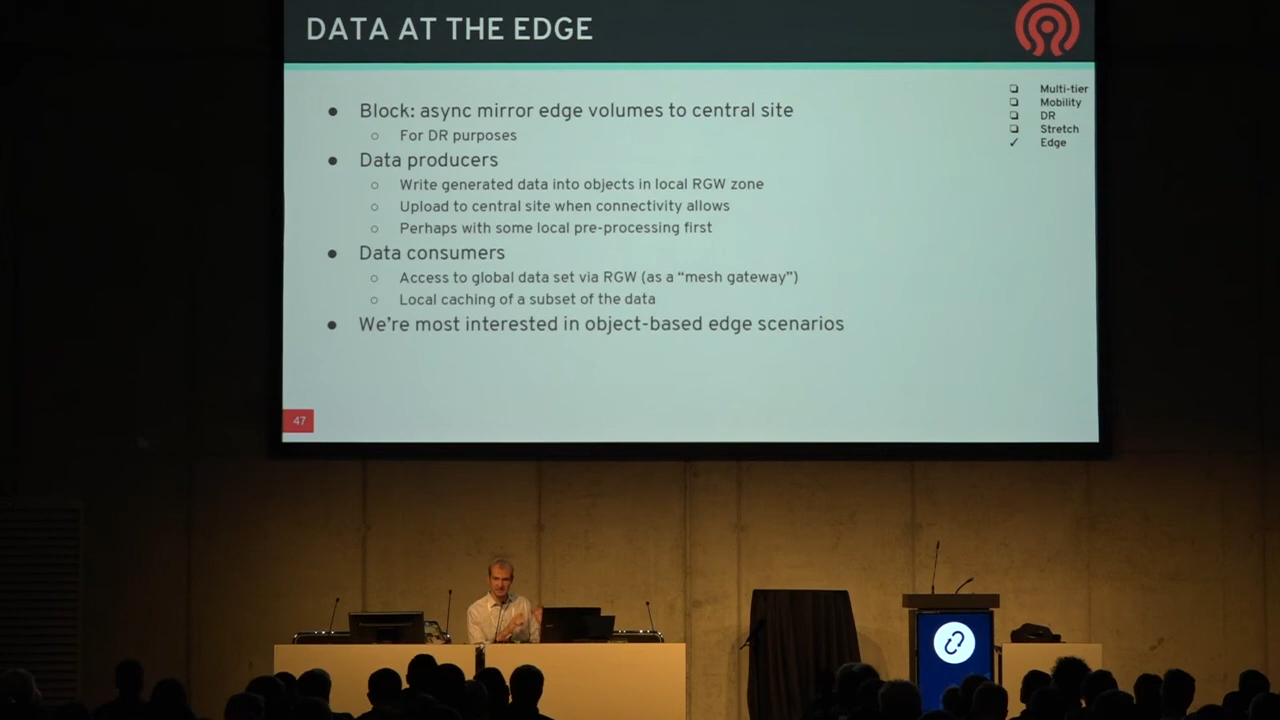 DATA AT THE EDGE
● Block: async mirror edge volumes to central site
○ For DR purposes
● Data producers
○ Write generated data into objects in local RGW zone
○ Upload to central site when connectivity allows
○ Perhaps with some local pre-processing first
● Data consumers
○ Access to global data set via RGW (as a “mesh gateway”)
○ Local caching of a subset of the data
● We’re most interested in object-based edge scenarios
❏ Multi-tier
❏ Mobility
❏ DR
❏ Stretch
✓ Edge
47